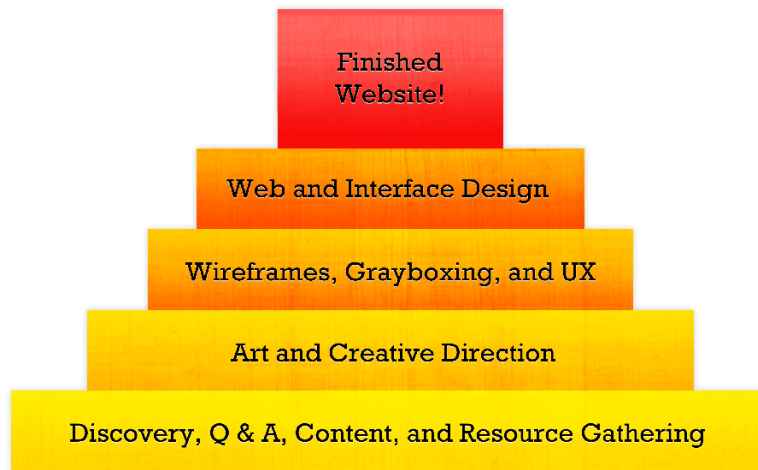 Finished
Website!
Web and Interface Design
Wireframes, Grayboxing, and UX
Art and Creative Direction
Discovery, Q & A, Content, and Resource Gathering